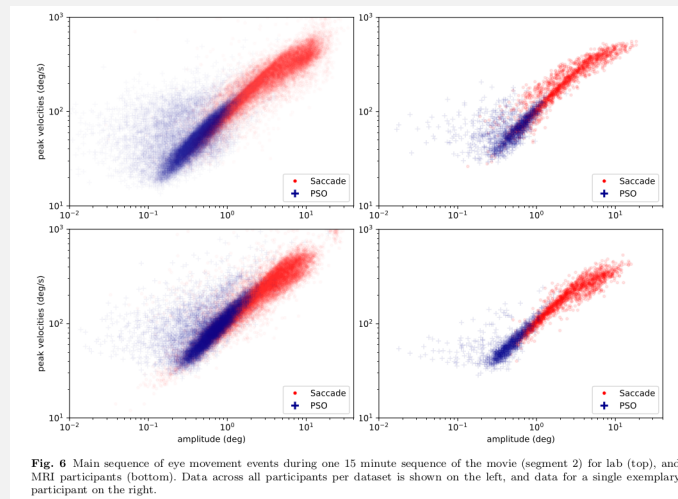 10³
10³
peak velocities (deg/s)
10²
10²
Saccade
PSO
Saccade
PSO
10¹
10¹
10⁻²
10⁻¹
10⁰
10¹
10⁻²
10⁻¹
10⁰
10¹
10³
10³
peak velocities (deg/s)
10²
10²
Saccade
PSO
Saccade
PSO
10¹
10¹
10⁻²
10⁻¹
10⁰
10¹
10⁻²
10⁻¹
10⁰
10¹
amplitude (deg)
amplitude (deg)
Fig. 6 Main sequence of eye movement events during one 15 minute sequence of the movie (segment 2) for lab (top), and
MRI participants (bottom). Data across all participants per dataset is shown on the left, and data for a single exemplary
participant on the right.